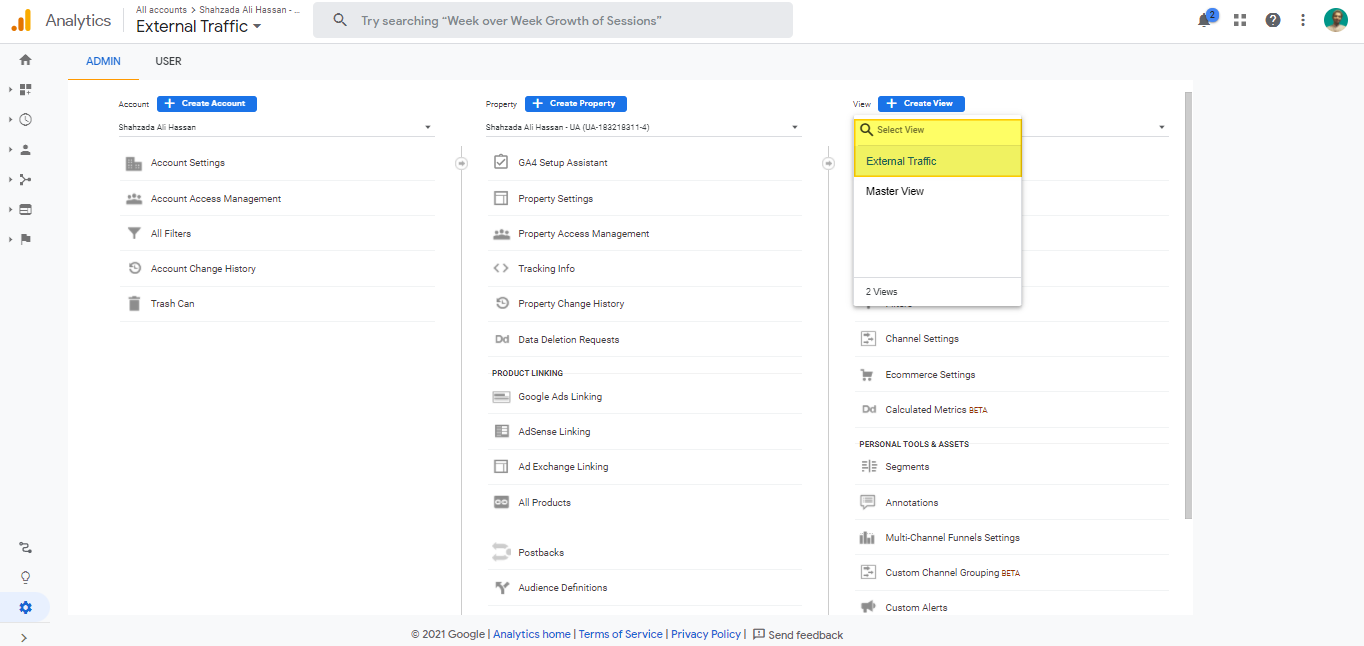 Analytics
All accounts > Shahzada Ali Hassan - ...
External Traffic
Try searching “Week over Week Growth of Sessions”
2
ADMIN
USER
Account
Create Account
Shahzada Ali Hassan
Account Settings
Account Access Management
All Filters
Account Change History
Trash Can
Property
Create Property
Shahzada Ali Hassan - UA (UA-183218311-4)
GA4 Setup Assistant
Property Settings
Property Access Management
Tracking Info
Property Change History
Dd Data Deletion Requests
PRODUCT LINKING
Google Ads Linking
AdSense Linking
Ad Exchange Linking
All Products
Postbacks
Audience Definitions
View
Create View
Select View
External Traffic
Master View
2 Views
Channel Settings
Ecommerce Settings
Dd Calculated Metrics BETA
PERSONAL TOOLS & ASSETS
Segments
Annotations
Multi-Channel Funnels Settings
Custom Channel Grouping BETA
Custom Alerts
© 2021 Google | Analytics home | Terms of Service | Privacy Policy | Send feedback